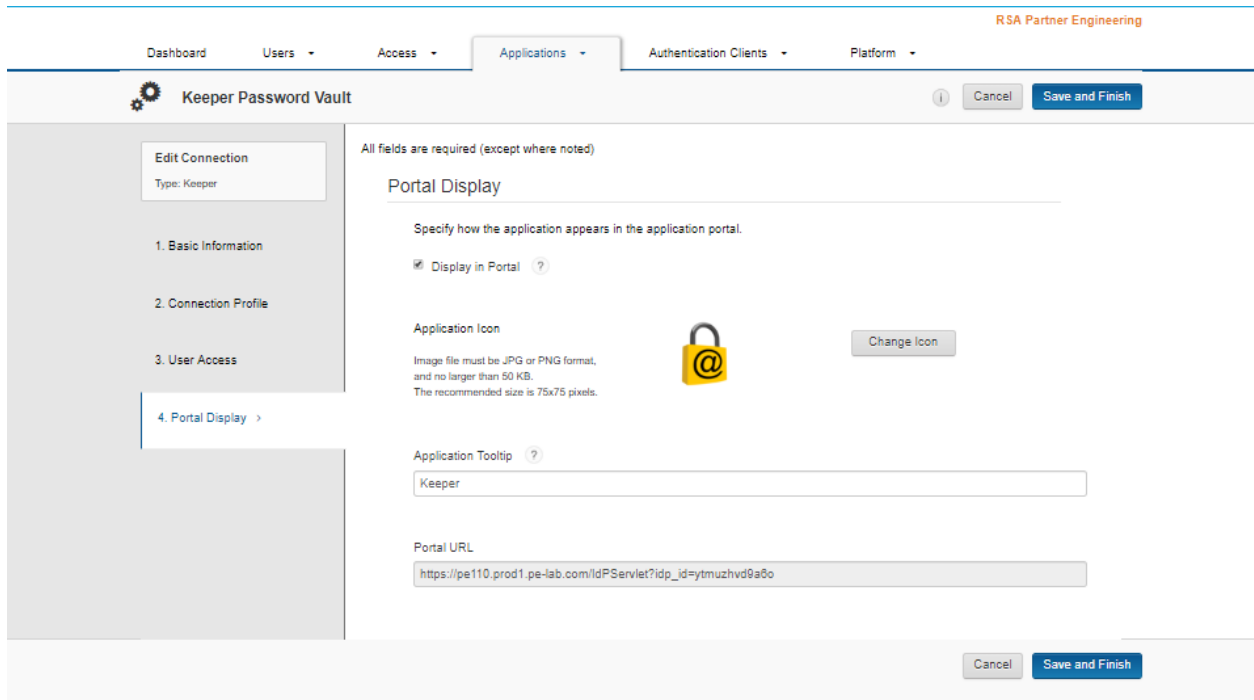 RSA Partner Engineering
Dashboard Users Access Applications Authentication Clients Platform
Keeper Password Vault
i Cancel Save and Finish
Edit Connection
Type: Keeper
1. Basic Information
2. Connection Profile
3. User Access
4. Portal Display >
All fields are required (except where noted)
Portal Display
Specify how the application appears in the application portal.
Display in Portal ?
Application Icon
Image file must be JPG or PNG format,
and no larger than 50 KB.
The recommended size is 75x75 pixels.
@
Change Icon
Application Tooltip ?
Keeper
Portal URL
https://pe110.prod1.pe-lab.com/IdPServlet?idp_id=ytmuzhvd9a6o
Cancel Save and Finish